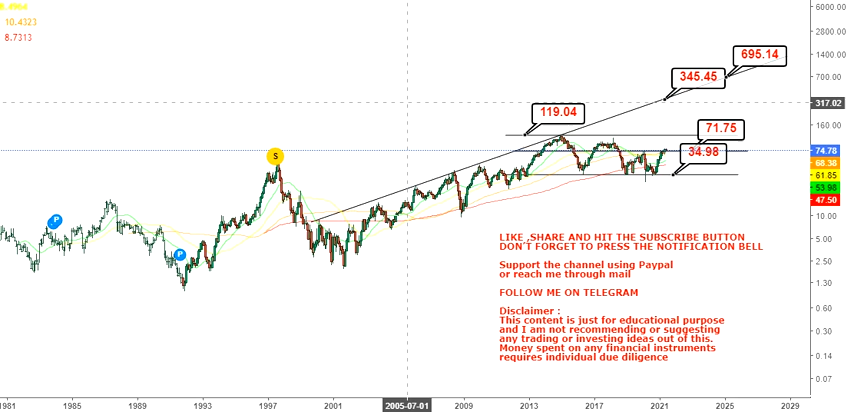 10.4323
8.7313
6000.00
2800.00
1400.00
695.14
700.00
345.45
317.02
119.04
160.00
71.75
74.78
34.98
68.38
61.85
53.98
47.50
S
P
P
10.00
5.00
2.50
1.30
0.60
0.30
0.14
0.07
LIKE ,SHARE AND HIT THE SUBSCRIBE BUTTON
DON'T FORGET TO PRESS THE NOTIFICATION BELL
Support the channel using Paypal
or reach me through mail
FOLLOW ME ON TELEGRAM
Disclaimer :
This content is just for educational purpose
and I am not recommending or suggesting
any trading or investing ideas out of this.
Money spent on any financial instruments
requires individual due diligence
1981 1985 1989 1993 1997 2001 2005-07-01 2009 2013 2017 2021 2025 2029